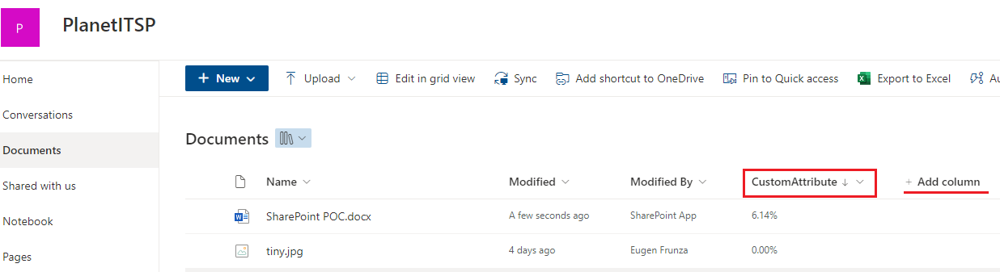 P
PlanetITSP
+ New
Upload
Edit in grid view
Sync
Add shortcut to OneDrive
Pin to Quick access
Export to Excel
Au
Home
Conversations
Documents
Shared with us
Notebook
Pages
Documents
Name
Modified
Modified By
CustomAttribute ↓
+ Add column
SharePoint POC.docx
A few seconds ago
SharePoint App
6.14%
tiny.jpg
4 days ago
Eugen Frunza
0.00%